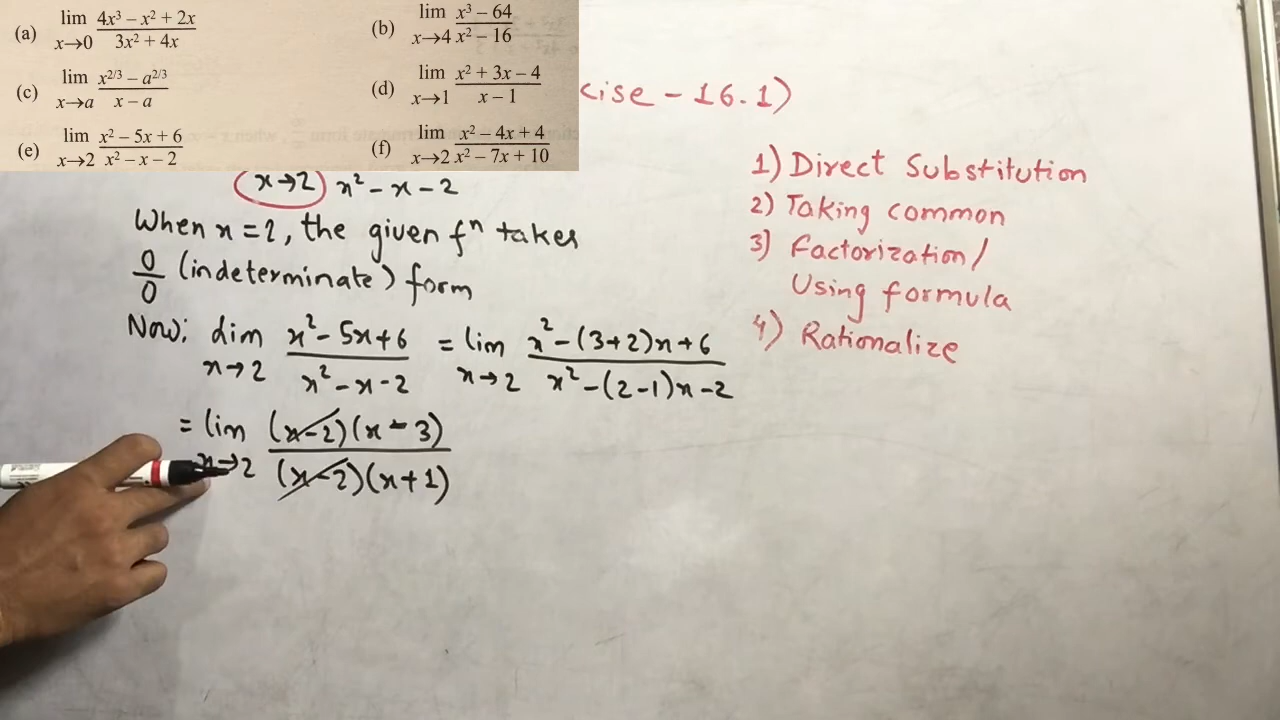 (a) lim x→0 4x³ – x² + 2x / 3x² + 4x
(b) lim x→4 x³ – 64 / x² – 16
(c) lim x→a x^2/3 – a^2/3 / x – a
(d) lim x→1 x² + 3x – 4 / x – 1
(e) lim x→2 x² – 5x + 6 / x² – x – 2
(f) lim x→2 x² – 4x + 4 / x² – 7x + 10
cise - 16.1)
x→2 x² - x - 2
When x = 2, the given fⁿ takes
0/0 (indeterminate) form
Now: lim x→2 x² - 5x + 6 / x² - x - 2 = lim x→2 x² - (3+2)x + 6 / x² - (2-1)x - 2
= lim x→2 (x-2)(x-3) / (x-2)(x+1)
1) Direct Substitution
2) Taking common
3) Factorization/
Using formula
4) Rationalize